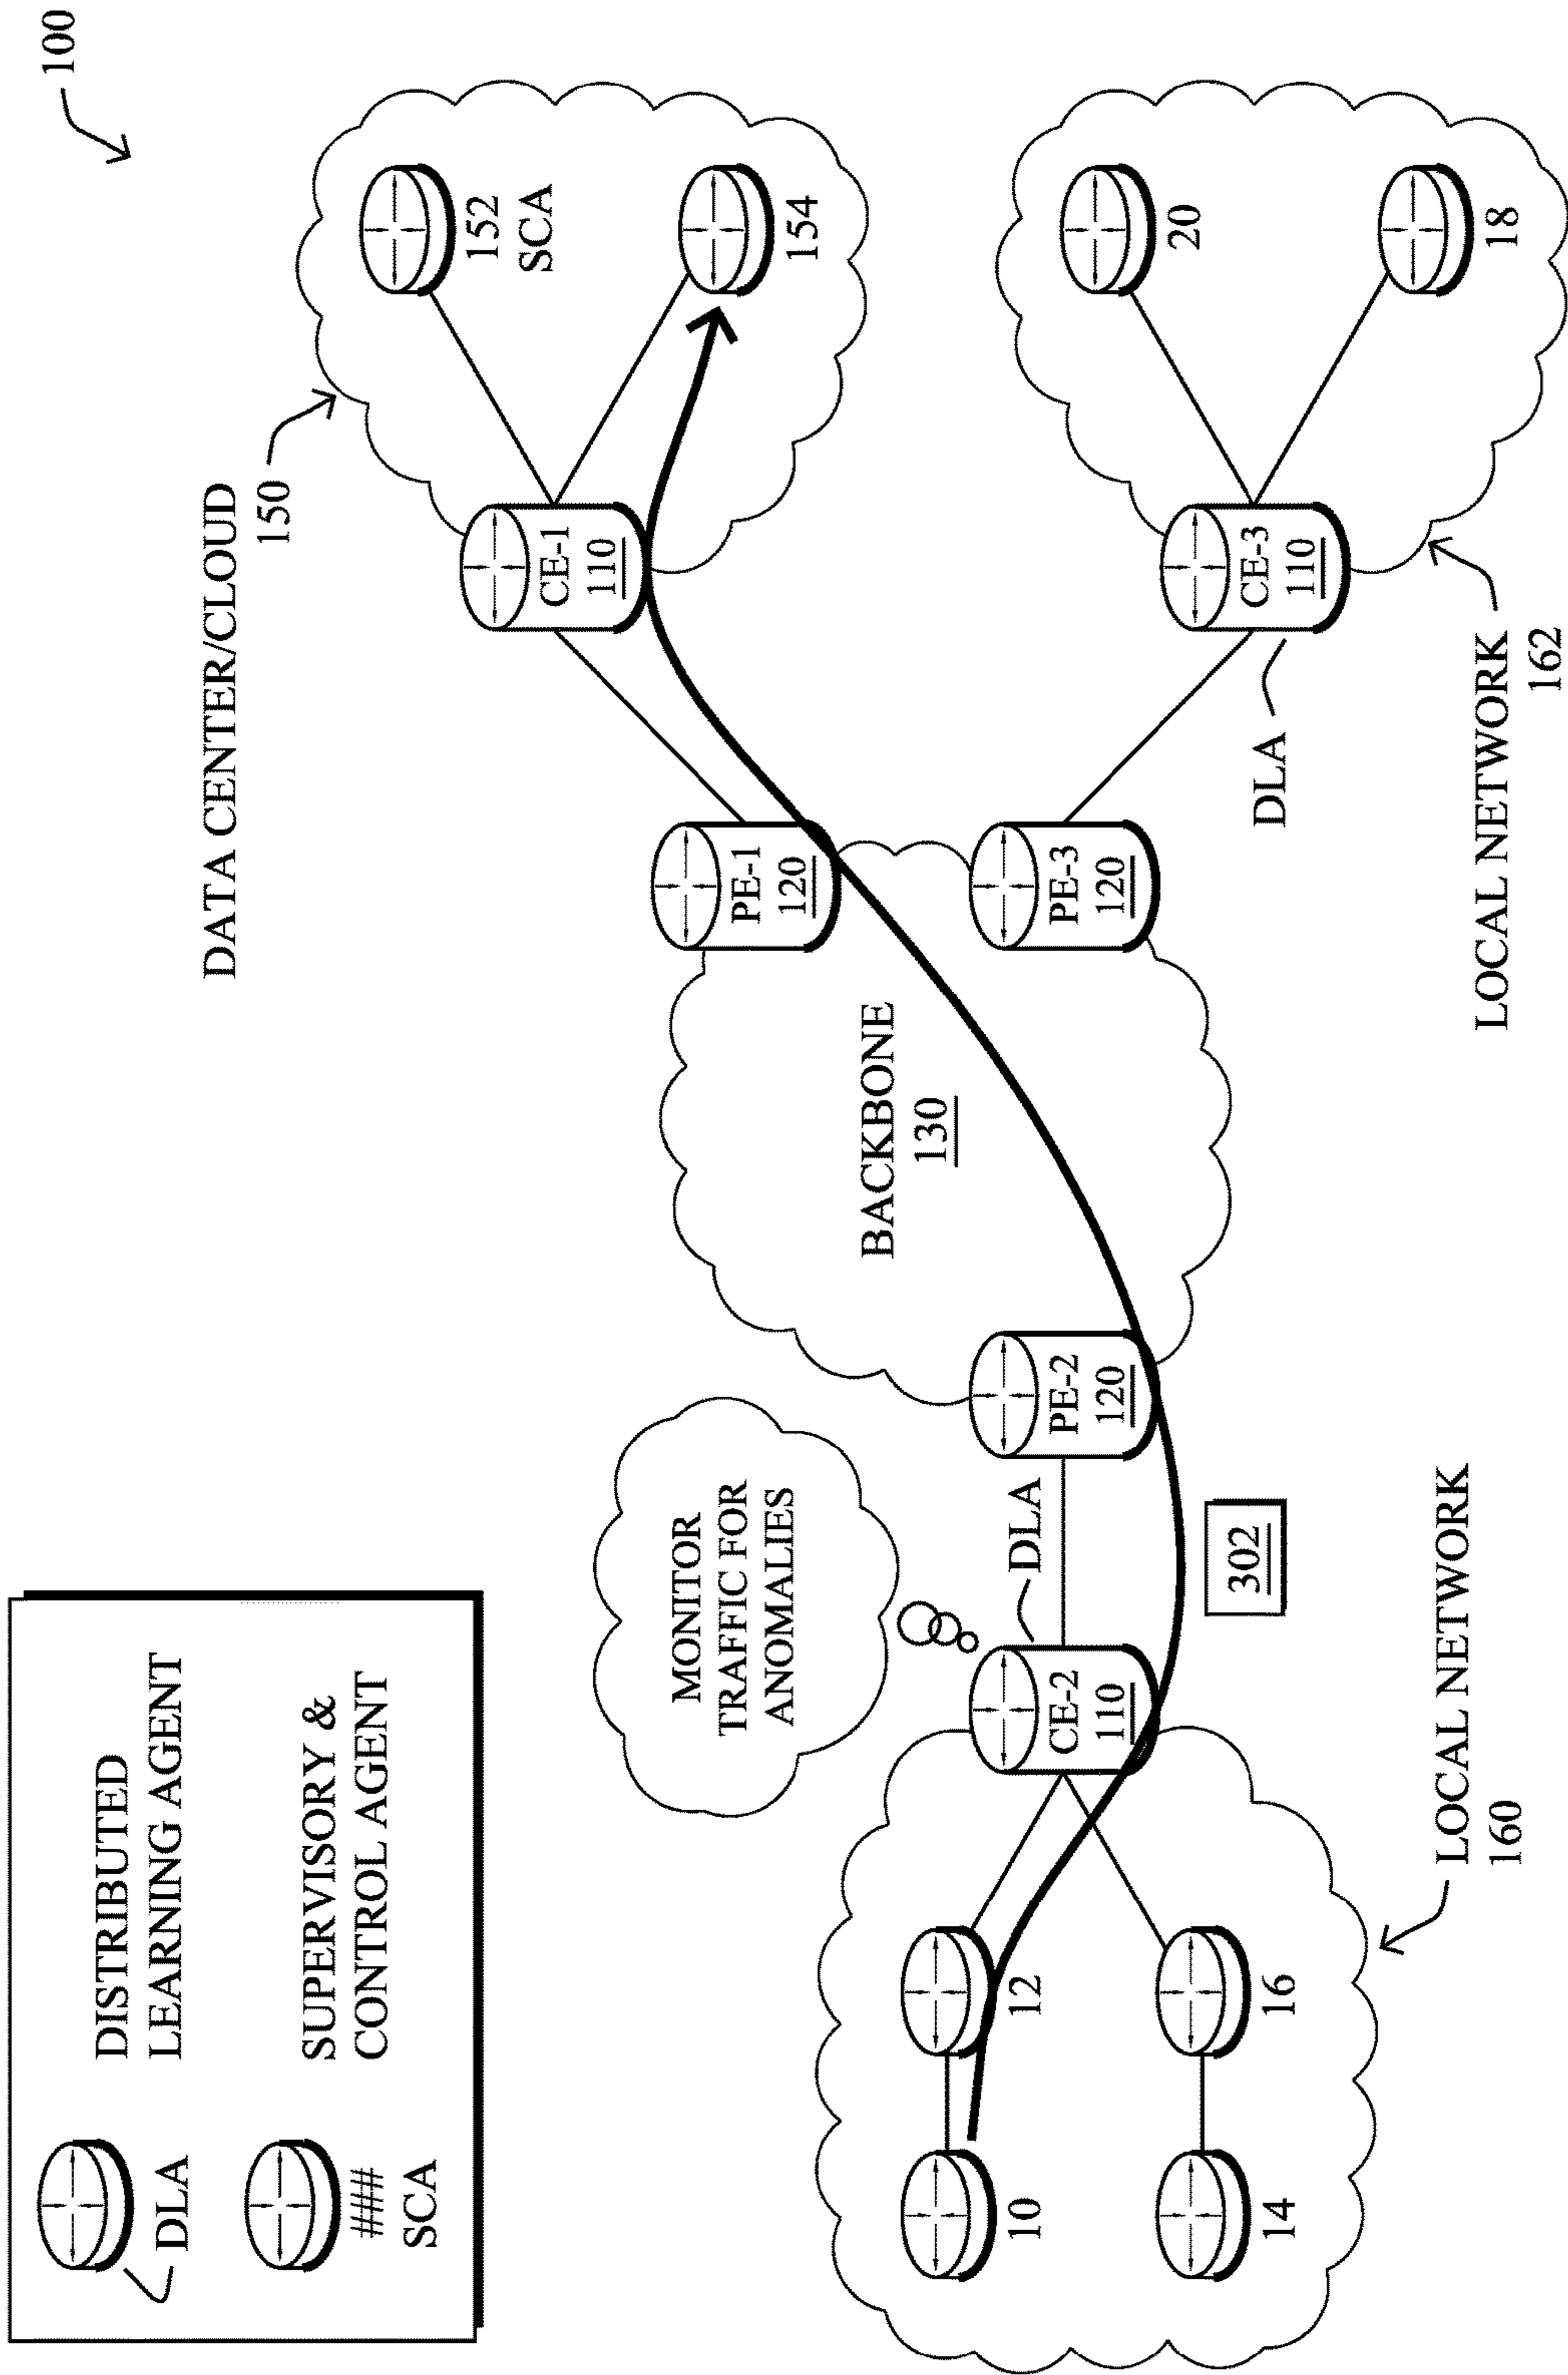 100
DISTRIBUTED
LEARNING AGENT
DLA
SUPERVISORY &
CONTROL AGENT
###
SCA
DATA CENTER/CLOUD
150
152
SCA
154
CE-1
110
PE-1
120
MONITOR
TRAFFIC FOR
ANOMALIES
BACKBONE
130
10
12
14
16
CE-2
110
DLA
PE-2
120
PE-3
120
CE-3
110
DLA
20
18
302
LOCAL NETWORK
160
LOCAL NETWORK
162